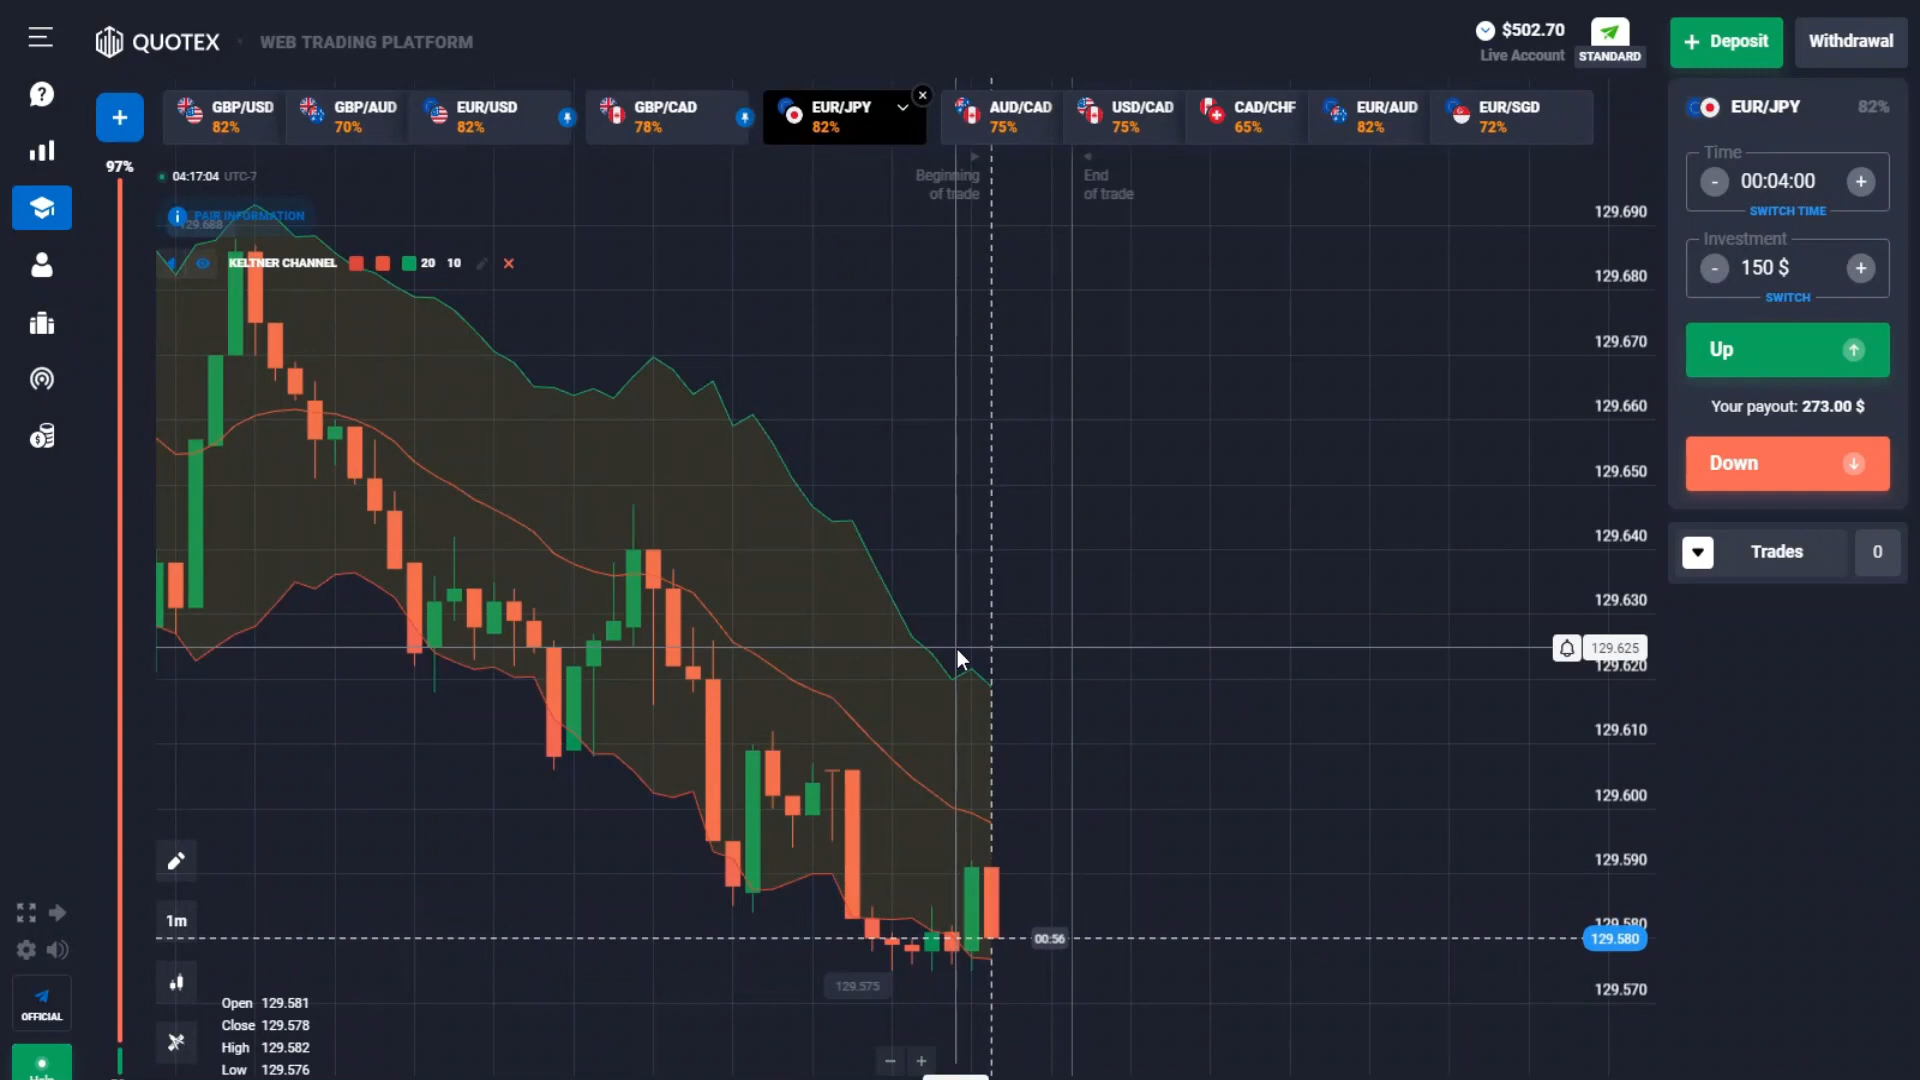 QUOTEX
WEB TRADING PLATFORM
$502.70
Live Account
STANDARD
+ Deposit
Withdrawal
+
GBP/USD
82%
GBP/AUD
70%
EUR/USD
82%
GBP/CAD
78%
EUR/JPY
82%
AUD/CAD
75%
USD/CAD
75%
CAD/CHF
65%
EUR/AUD
82%
EUR/SGD
72%
97%
04:17:04 UTC-7
i PAIR INFORMATION
129.688
KELTNER CHANNEL 20 10
Beginning
of trade
End
of trade
129.690
129.680
129.670
129.660
129.650
129.640
129.630
129.625
129.620
129.610
129.600
129.590
129.580
129.580
129.570
00:56
129.575
1m
Open 129.581
Close 129.578
High 129.582
Low 129.576
- +
EUR/JPY 82%
Time
- 00:04:00 +
SWITCH TIME
Investment
- 150 $ +
SWITCH
Up
Your payout: 273.00 $
Down
Trades 0
OFFICIAL
Help